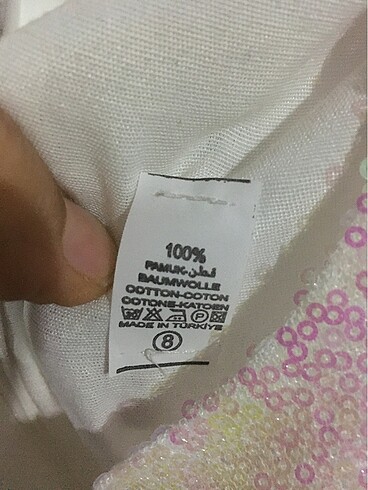 100%
PAMUK-قطن
BAUMWOLLE
COTTON-COTON
COTONE-KATOEN
P
MADE IN TÜRKİYE
8